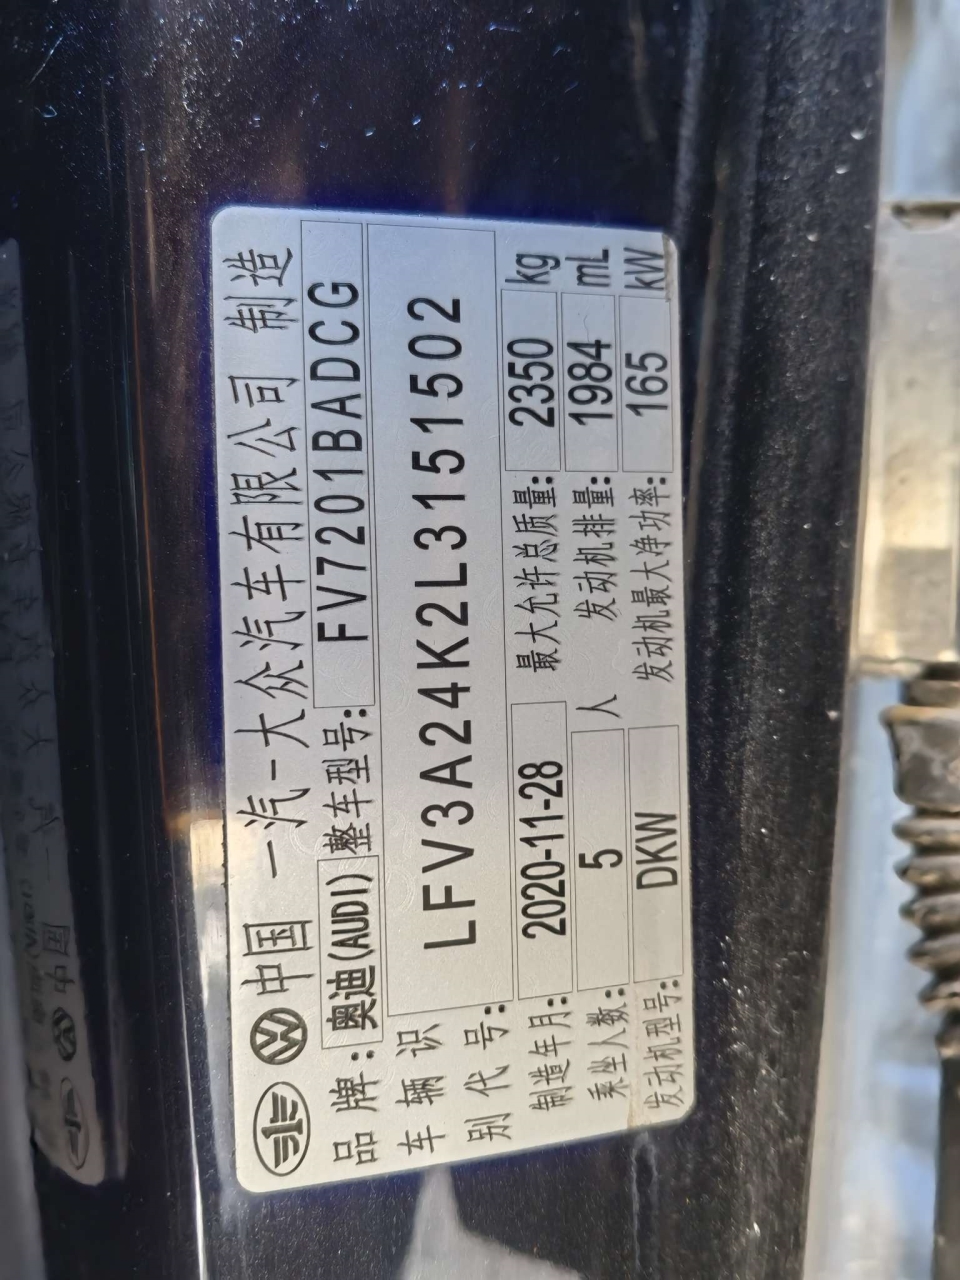 中国 一汽-大众汽车有限公司 制造
品牌: 奥迪(AUDI) 整车型号: FV7201BADCG
车辆识别代号: LFV3A24K2L3151502
制造年月: 2020-11-28 最大允许总质量: 2350 kg
乘坐人数: 5 人 发动机排量: 1984 mL
发动机型号: DKW 发动机最大净功率: 165 kW